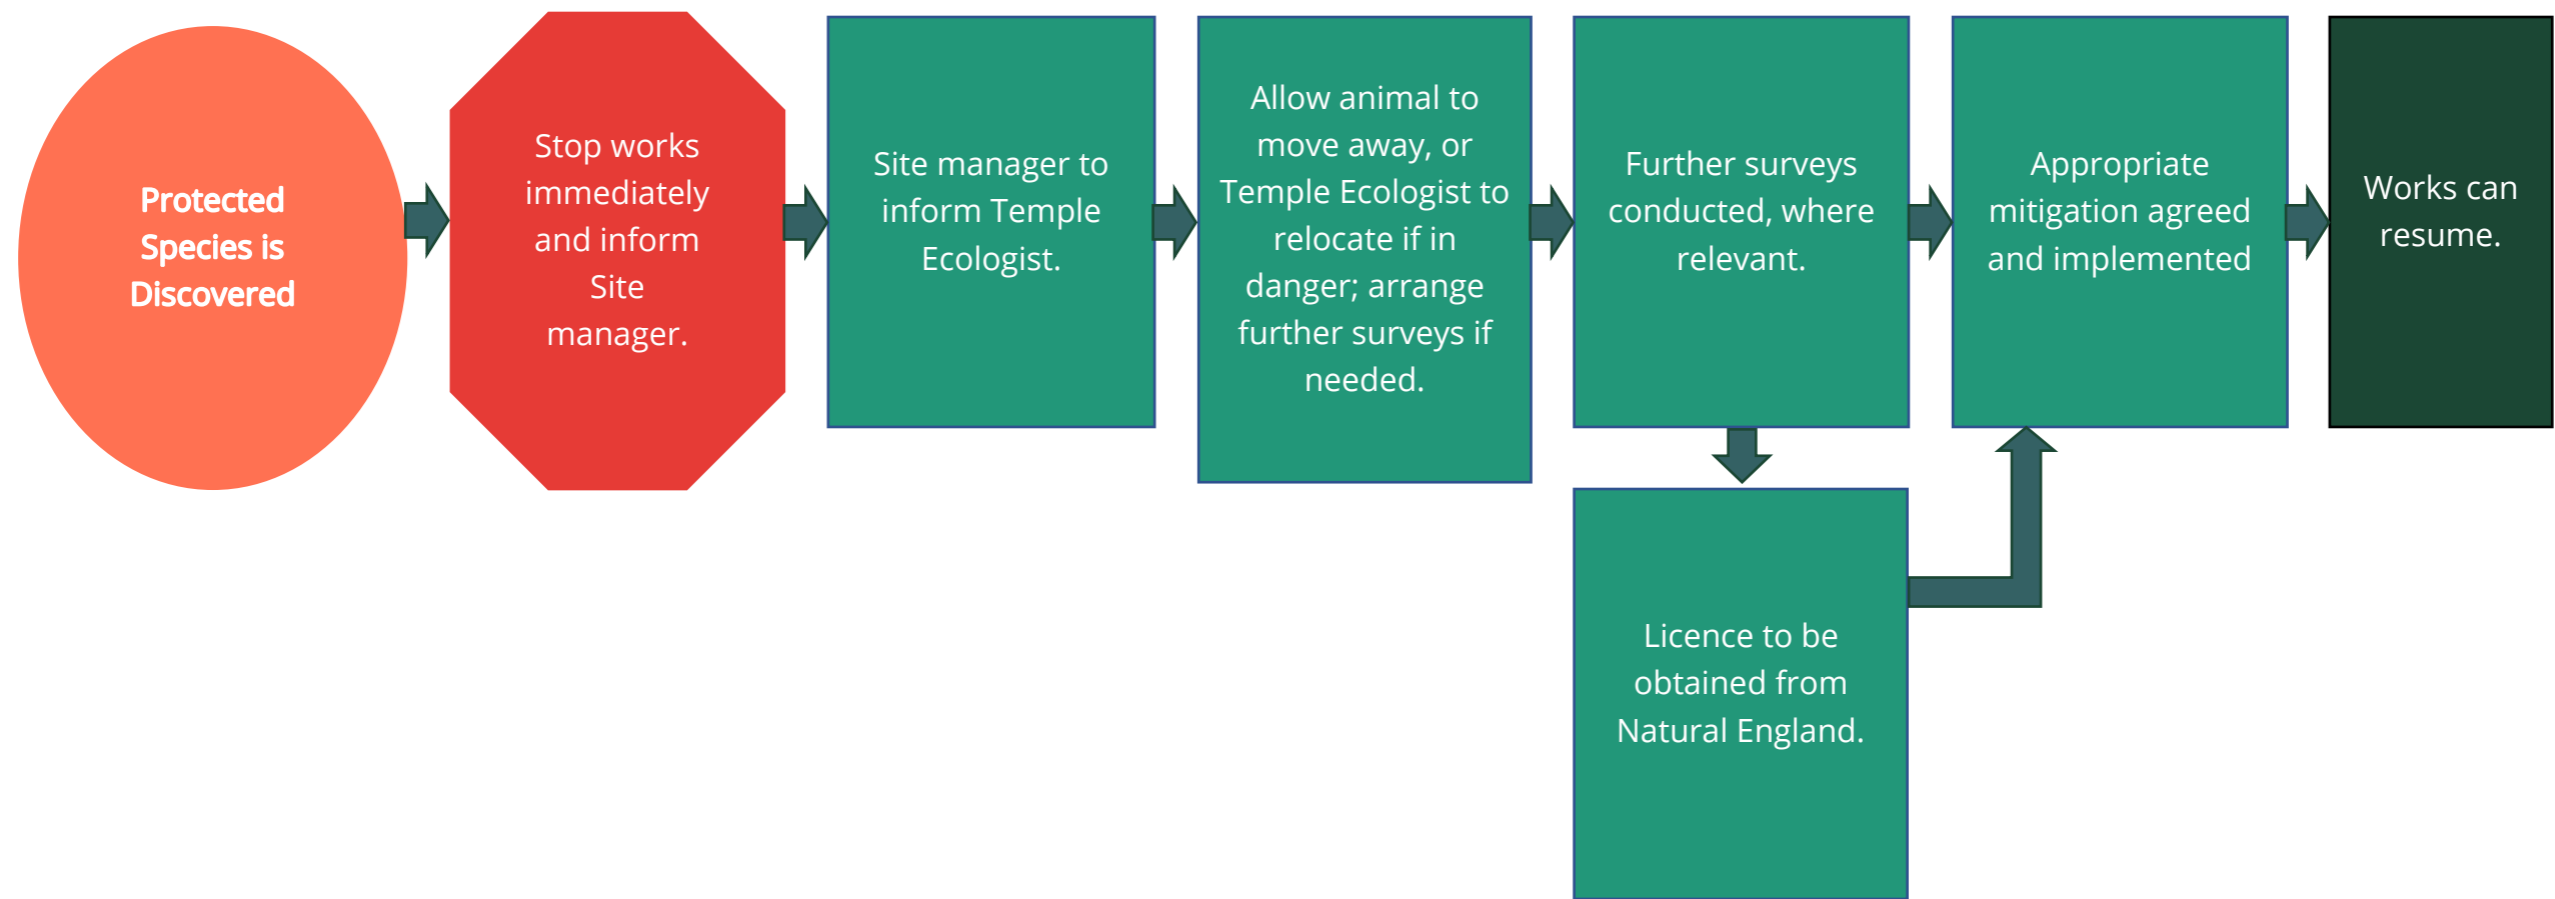 Protected
Species is
Discovered
Stop works
immediately
and inform
Site
manager.
Site manager to
inform Temple
Ecologist.
Allow animal to
move away, or
Temple Ecologist to
relocate if in
danger; arrange
further surveys if
needed.
Further surveys
conducted, where
relevant.
Appropriate
mitigation agreed
and implemented
Works can
resume.
Licence to be
obtained from
Natural England.